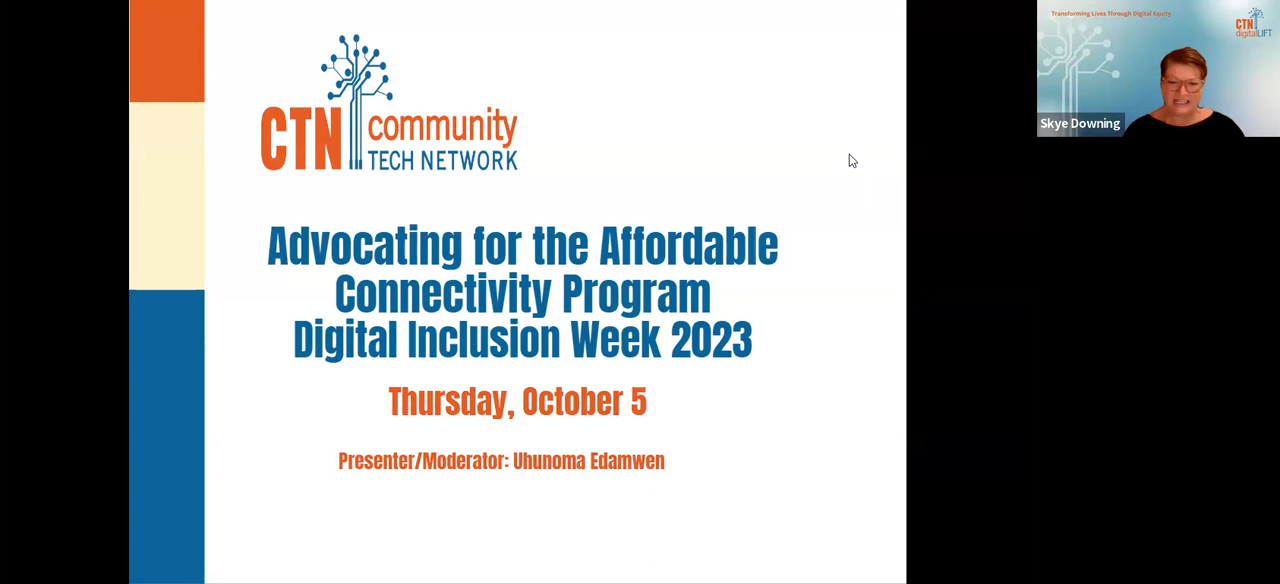 CTN community
TECH NETWORK
Advocating for the Affordable
Connectivity Program
Digital Inclusion Week 2023
Thursday, October 5
Presenter/Moderator: Uhunoma Edamwen
Transforming Lives Through Digital Equity
CTN
digitalLIFT
Skye Downing